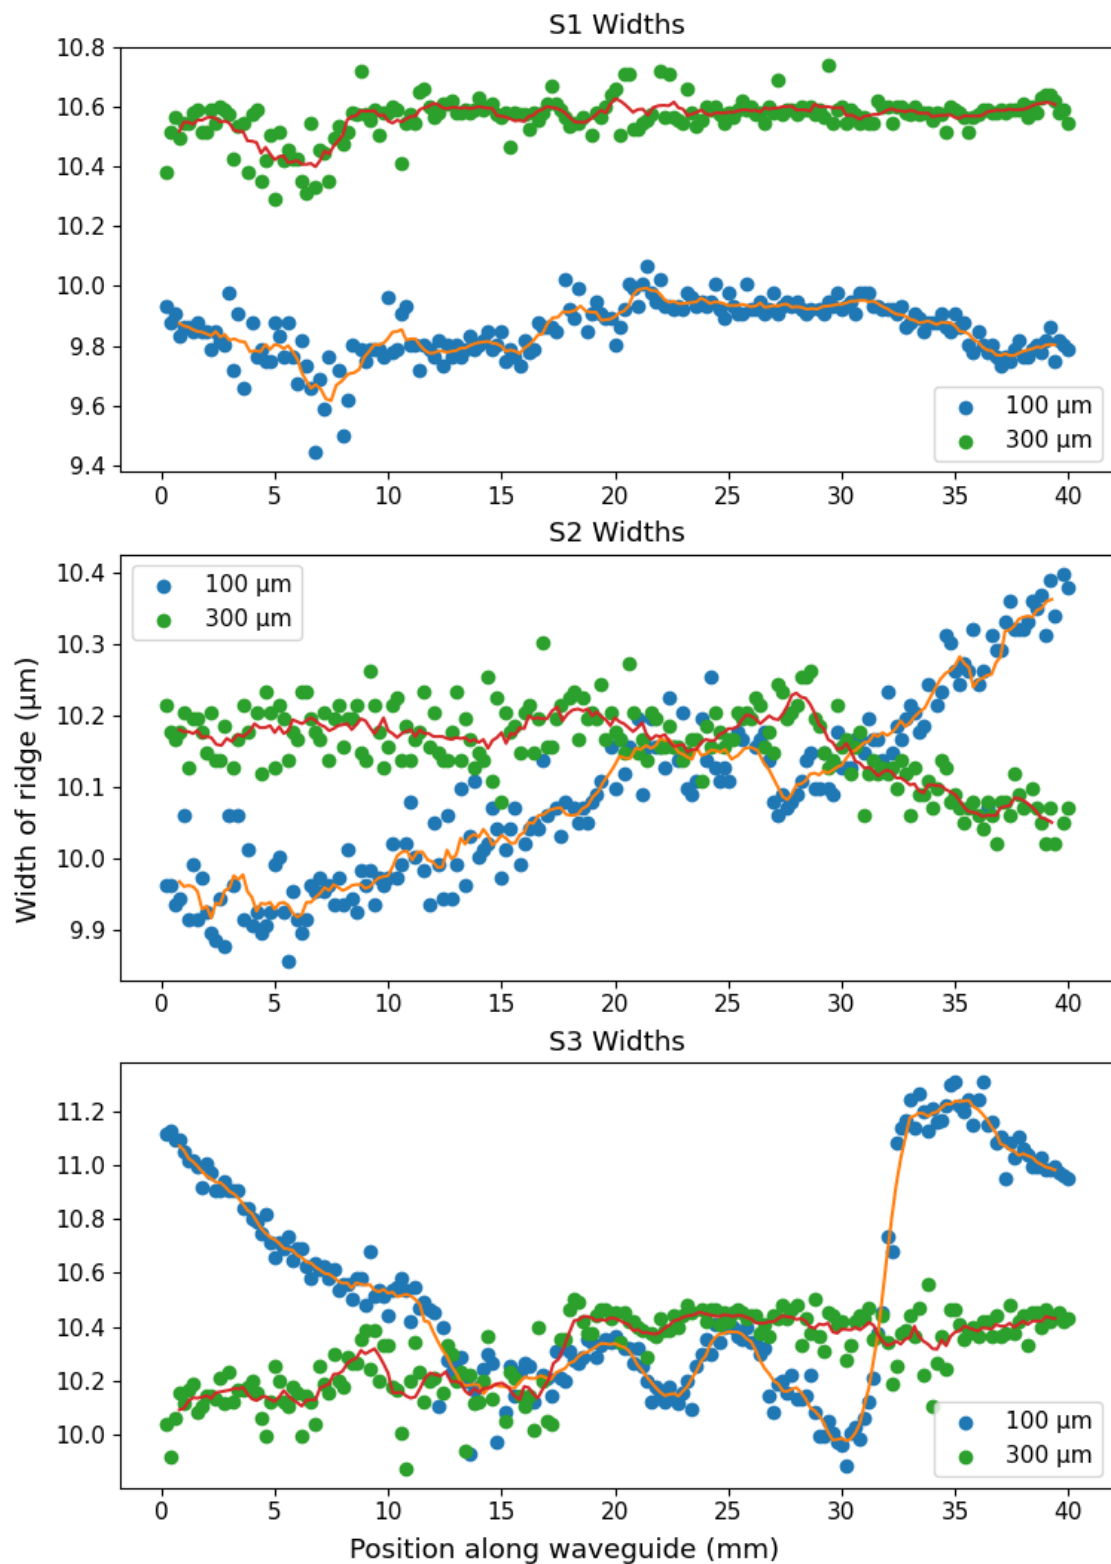 S1 Widths
10.8
10.6
10.4
10.2
10.0
9.8
9.6
9.4
100 µm
300 µm
0 5 10 15 20 25 30 35 40
S2 Widths
10.4
10.3
10.2
10.1
10.0
9.9
100 µm
300 µm
0 5 10 15 20 25 30 35 40
Width of ridge (µm)
S3 Widths
11.2
11.0
10.8
10.6
10.4
10.2
10.0
100 µm
300 µm
0 5 10 15 20 25 30 35 40
Position along waveguide (mm)